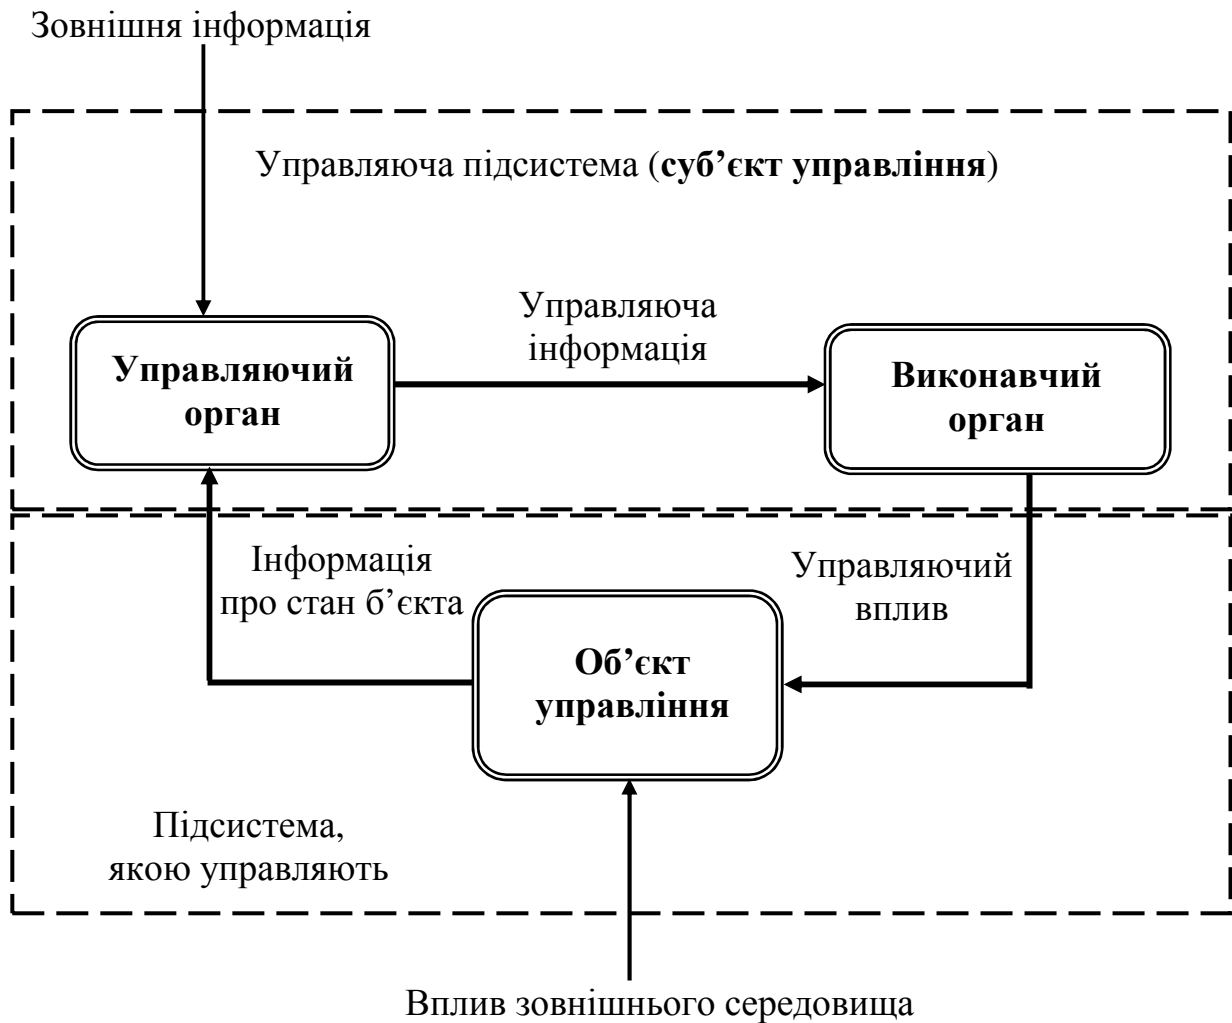 Зовнішня інформація
Управляюча підсистема (суб’єкт управління)
Управляюча
інформація
Управляючий
орган
Виконавчий
орган
Інформація
про стан б’єкта
Управляючий
вплив
Об’єкт
управління
Підсистема,
якою управляють
Вплив зовнішнього середовища